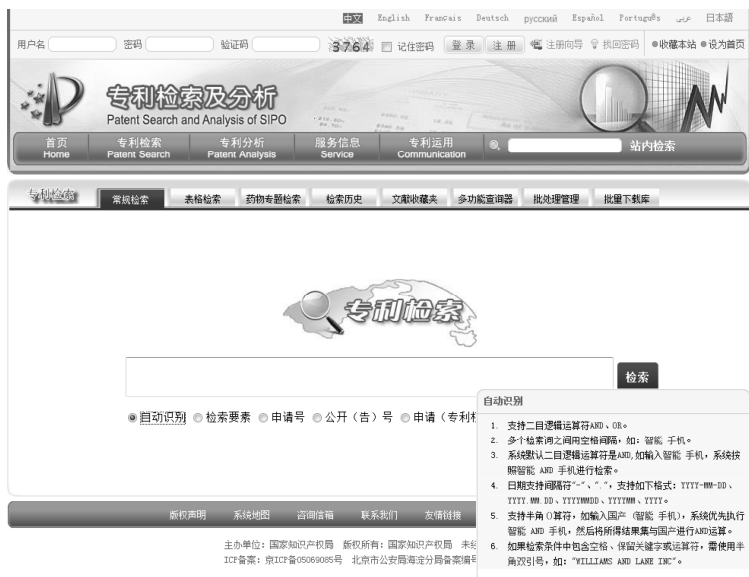 中文 English Français Deutsch русский Español Português عربى 日本語
用户名 密码 验证码 3764 记住密码 登 录 注 册 注册向导 找回密码 ●收藏本站 ●设为首页
专利检索及分析
Patent Search and Analysis of SIPO
首页 专利检索 专利分析 服务信息 专利运用 站内检索
Home Patent Search Patent Analysis Service Communication
专利检索 常规检索 表格检索 药物专题检索 检索历史 文献收藏夹 多功能查询器 批处理管理 批量下载库
专利检索
检索
自动识别 检索要素 申请号 公开（告）号 申请（专利
自动识别
1. 支持二目逻辑运算符AND、OR。
2. 多个检索词之间用空格间隔，如：智能 手机。
3. 系统默认二目逻辑运算符是AND,如输入智能 手机，系统按
照智能 AND 手机进行检索。
4. 日期支持间隔符"-"、"."，支持如下格式：YYYY-MM-DD、
YYYY.MM.DD、YYYYMMDD、YYYYMM、YYYY。
5. 支持半角()算符，如输入国产 (智能 手机)，系统优先执行
智能 AND 手机，然后将所得结果集与国产进行AND运算。
6. 如果检索条件中包含空格、保留关键字或运算符，需使用半
角双引号，如："WILLIAMS AND LANE INC"。
版权声明 系统地图 咨询信箱 联系我们 友情链接
主办单位：国家知识产权局 版权所有：国家知识产权局 未经
ICP备案：京ICP备05069085号 北京市公安局海淀分局备案编号